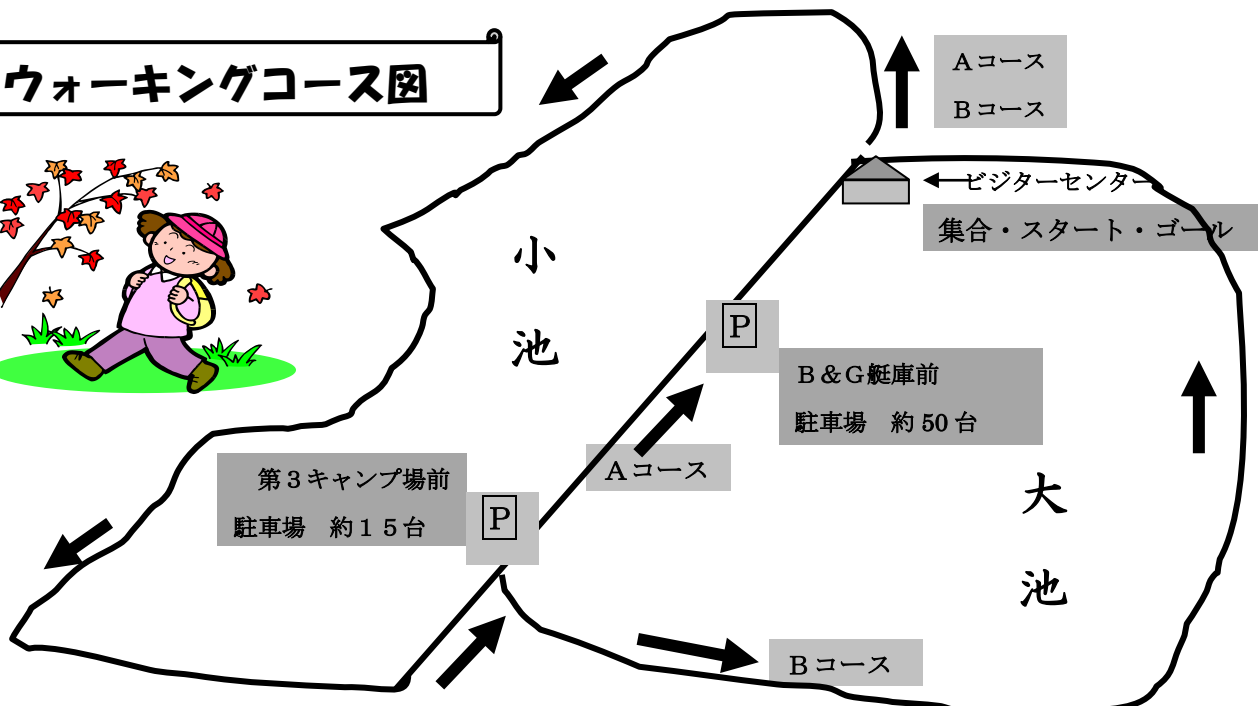 ウォーキングコース図
Aコース
Bコース
ビジターセンター
集合・スタート・ゴール
小池
P
B&G艇庫前
駐車場 約50台
Aコース
第3キャンプ場前
駐車場 約15台
P
大池
Bコース